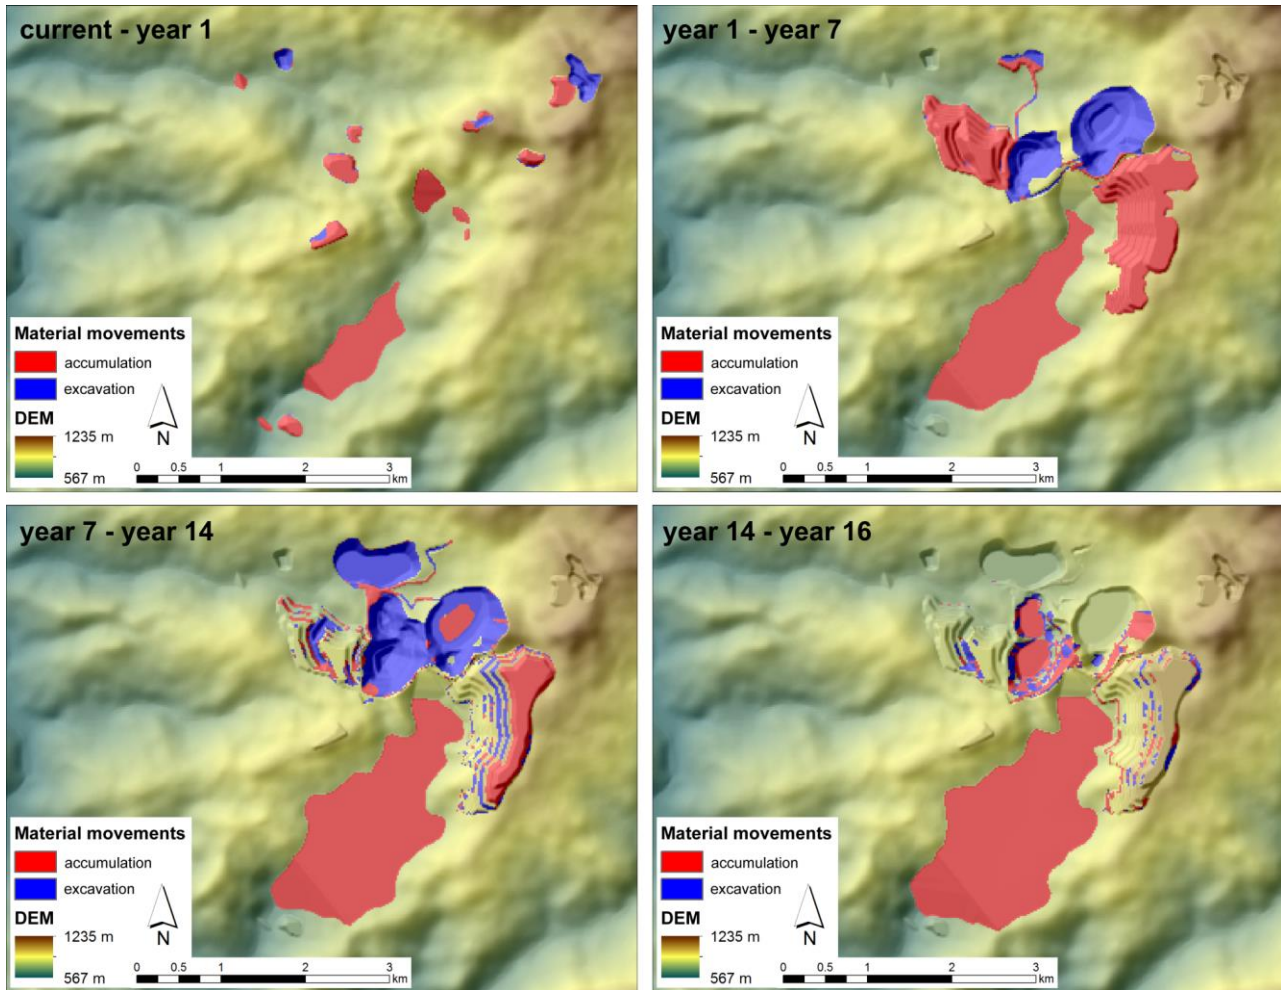 current - year 1
Material movements
accumulation
excavation
DEM
1235 m
567 m
N
0 0.5 1 2 3
km
year 1 - year 7
Material movements
accumulation
excavation
DEM
1235 m
567 m
N
0 0.5 1 2 3
km
year 7 - year 14
Material movements
accumulation
excavation
DEM
1235 m
567 m
N
0 0.5 1 2 3
km
year 14 - year 16
Material movements
accumulation
excavation
DEM
1235 m
567 m
N
0 0.5 1 2 3
km